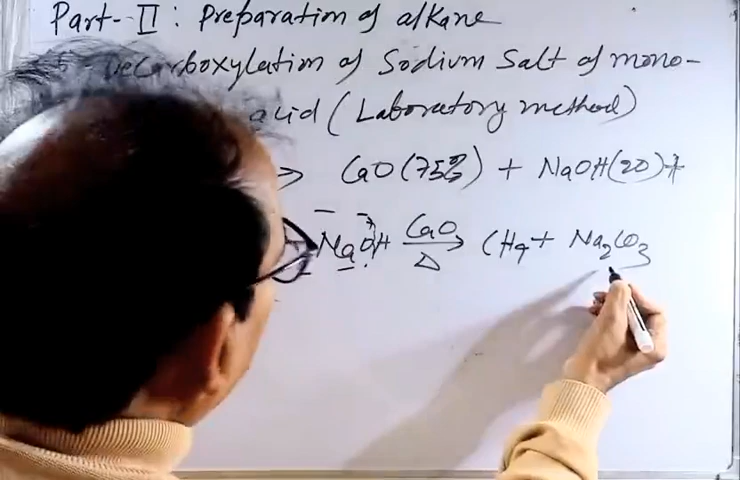 Part-II: Preparation of alkane
Decarboxylation of Sodium Salt of mono-
acid (Laboratory method)
→ CaO(75%) + NaOH(20)+
NaOH CaO → Δ CH4 + Na2CO3